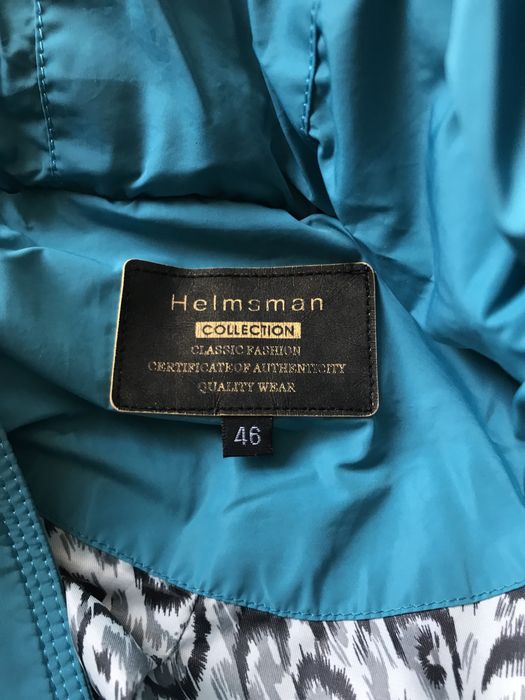 Helmsman
COLLECTION
CLASSIC FASHION
CERTIFICATE OF AUTHENTICITY
QUALITY WEAR
46